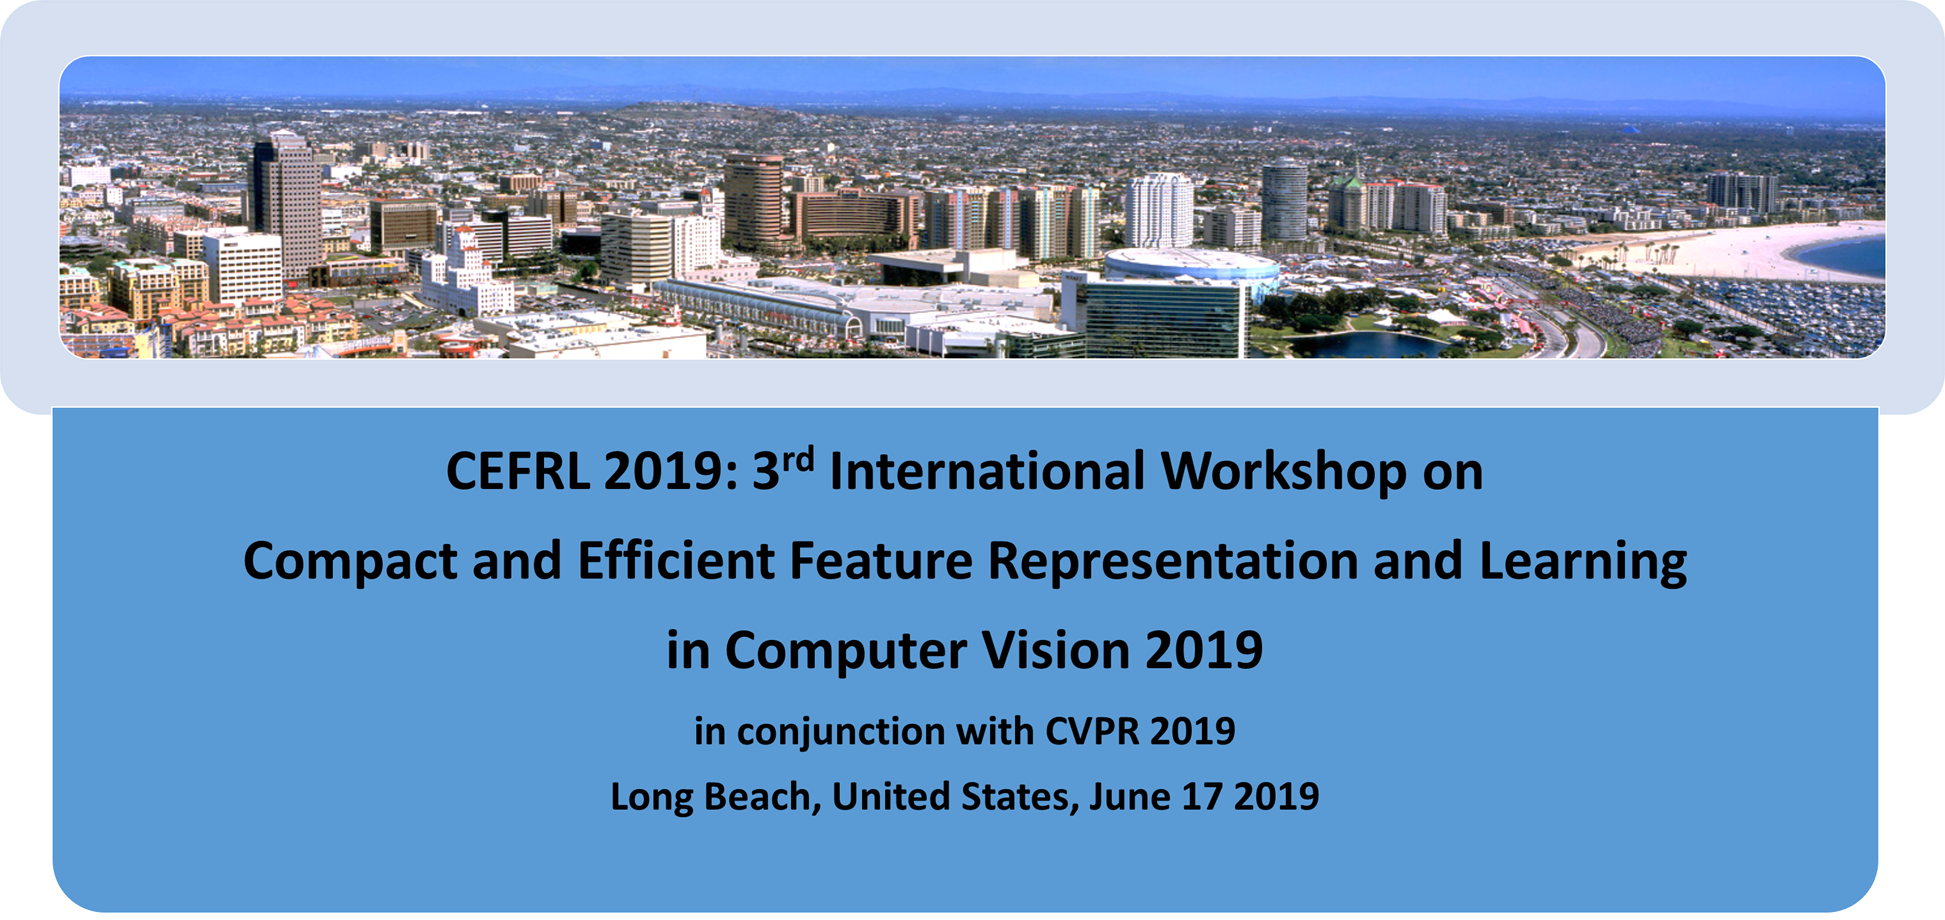 CEFRL 2019: 3rd International Workshop on
Compact and Efficient Feature Representation and Learning
in Computer Vision 2019
in conjunction with CVPR 2019
Long Beach, United States, June 17 2019